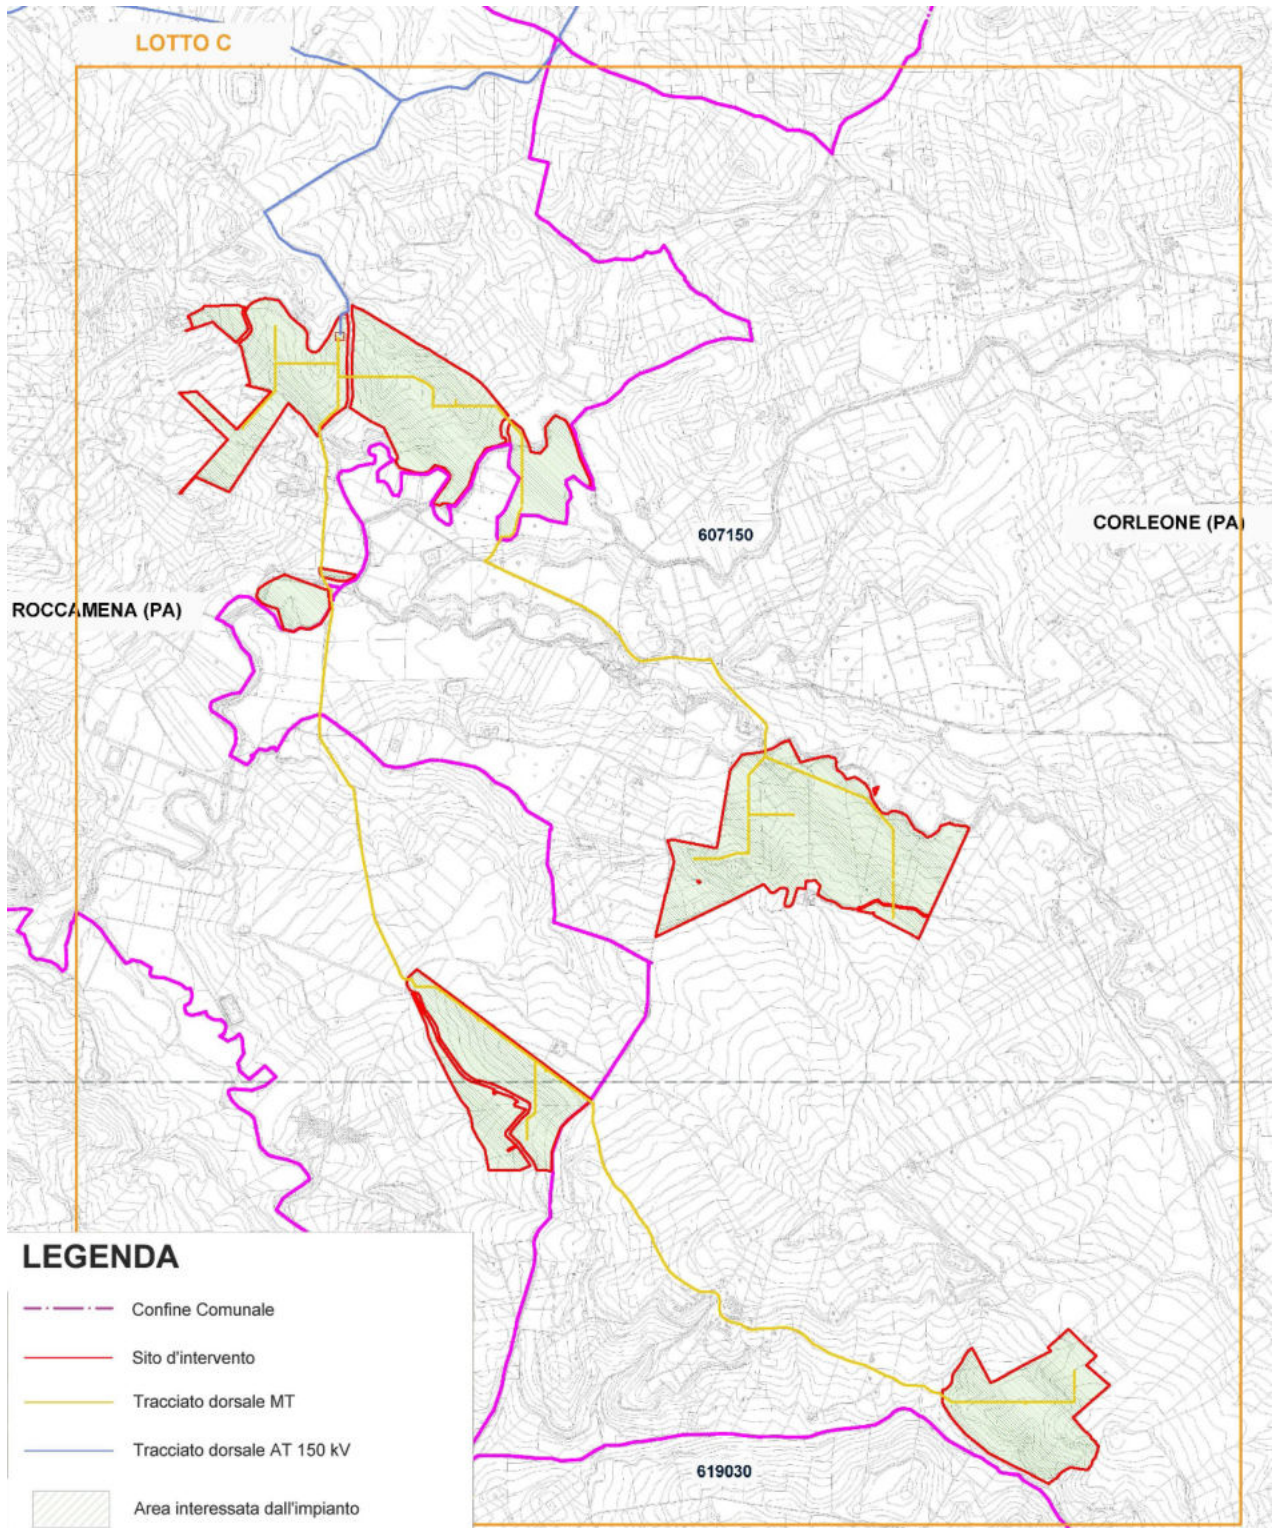 LOTTO C
607150
CORLEONE (PA)
ROCCAMENA (PA)
LEGENDA
Confine Comunale
Sito d'intervento
Tracciato dorsale MT
Tracciato dorsale AT 150 kV
Area interessata dall'impianto
619030